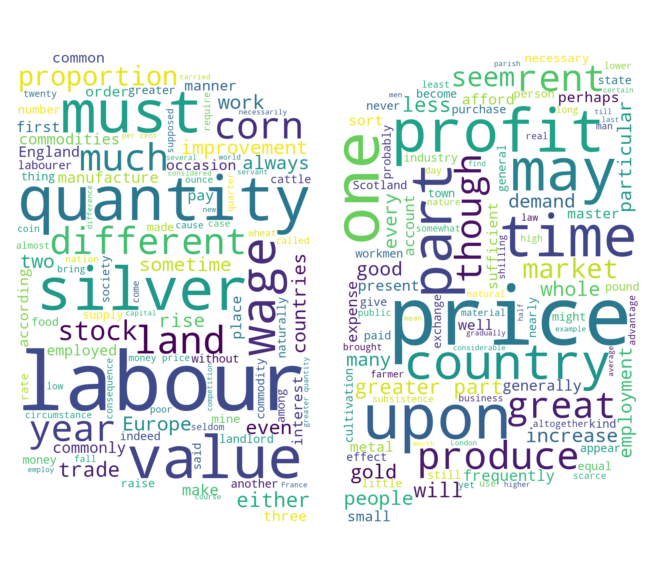 common
proportion
carried
twenty
order
greater
manner
must
require
number
supposed
work
first
corn
commodities
per cent
necessarily
England
much
improvement
labourer
several
world
occasion
always
thing
considered
servant
manufacture
ounce
cattle
quantity
quarter
pay
new
difference
coin
made
cause
case
wheat
almost
different
called
two
nation
sometime
bring
society
wage
countries
according
silver
come
place
naturally
supply
capital
food
stock
rise
land
employed
money price
without
commodity
competition
greater quantity
rate
low
consequence
labour
among
interest
circumstance
poor
mine
year
Europe
seldom
even
indeed
landlord
commonly
value
said
money
fall
trade
raise
another
France
employ
make
course
either
three
parish
necessary
seem
rent
lower
least
person
state
certain
men
become
afford
perhaps
never
less
purchase
long
till
last
sort
profit
real
man
probably
one
industry
find
general
may
particular
day
Scotland
part
though
town
nature
demand
every
account
somewhat
law
master
workmen
sufficient
time
high
shilling
good
market
expense
present
exchange
natural
whole
pound
give
price
half
public
material
might
advantage
mean
gradually
nearly
example
paid
well
brought
considerable
many
country
average
farmer
employment
greater part
generally
cultivation
subsistence
business
upon
great
altogether
kind
worth
London
increase
appear
metal
produce
effect
still
frequently
equal
gold
little
will
yet
use
higher
scarce
people
small